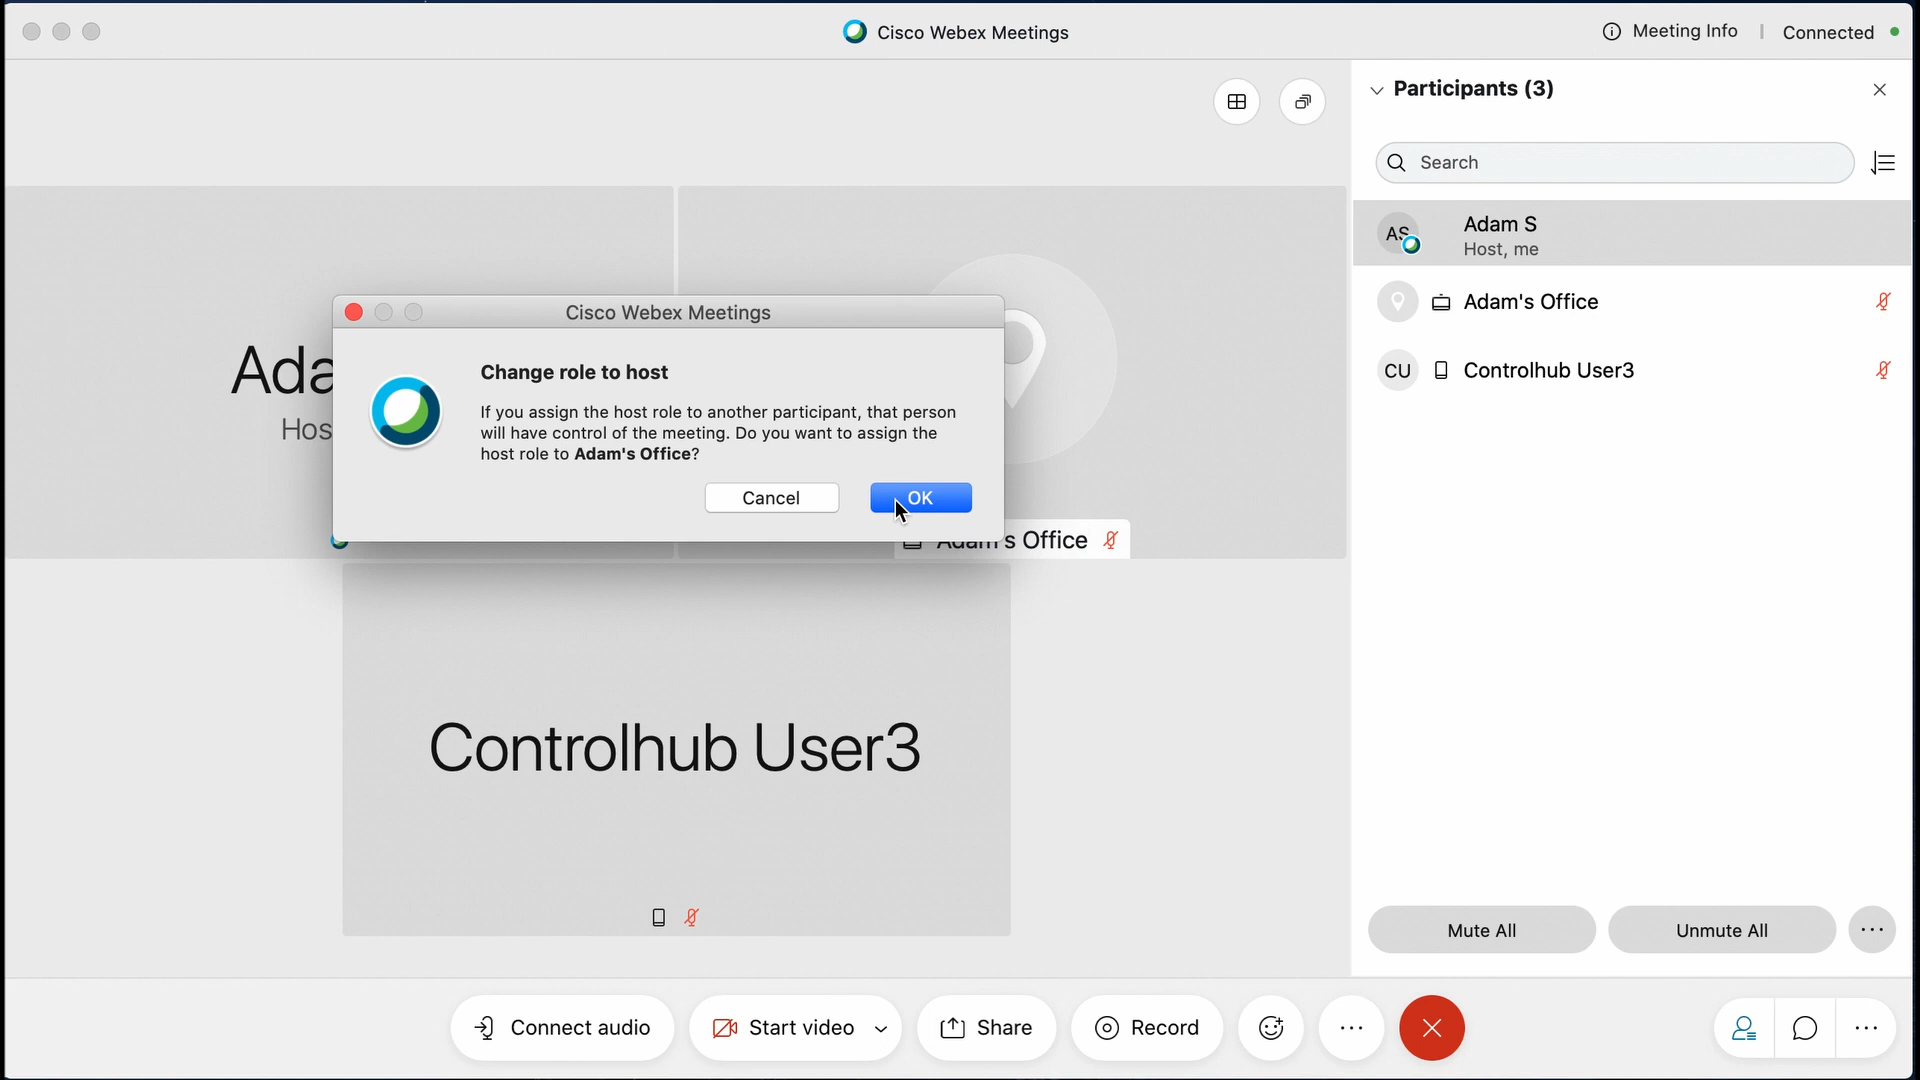 Cisco Webex Meetings
Meeting Info
Connected
Participants (3)
Search
AS
Adam S
Host, me
Adam's Office
CU
Controlhub User3
Ada
Hos
Cisco Webex Meetings
Change role to host
If you assign the host role to another participant, that person
will have control of the meeting. Do you want to assign the
host role to Adam's Office?
Cancel
OK
Adam's Office
Controlhub User3
Mute All
Unmute All
Connect audio
Start video
Share
Record